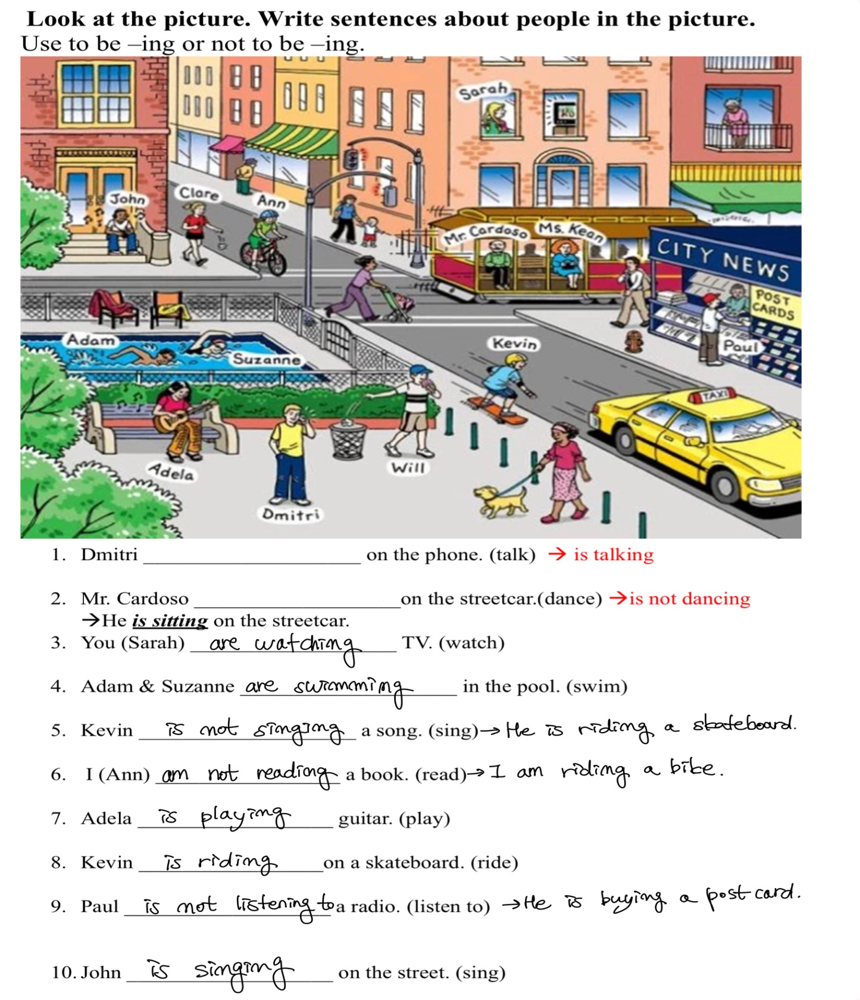 Look at the picture. Write sentences about people in the picture.
Use to be –ing or not to be –ing.
Sarah
John
Clare
Ann
Mr. Cardoso
Ms. Kean
CITY NEWS
POST
CARDS
Adam
Suzanne
Kevin
Paul
TAXI
Will
Adela
Dmitri
1. Dmitri ____________________ on the phone. (talk) → is talking
2. Mr. Cardoso ____________________on the streetcar.(dance) →is not dancing
→He is sitting on the streetcar.
3. You (Sarah) are watching TV. (watch)
4. Adam & Suzanne are swimming in the pool. (swim)
5. Kevin is not singing a song. (sing)→He is riding a skateboard.
6. I (Ann) am not reading a book. (read)→I am riding a bike.
7. Adela is playing guitar. (play)
8. Kevin is riding on a skateboard. (ride)
9. Paul is not listening to a radio. (listen to) →He is buying a post card.
10. John is singing on the street. (sing)